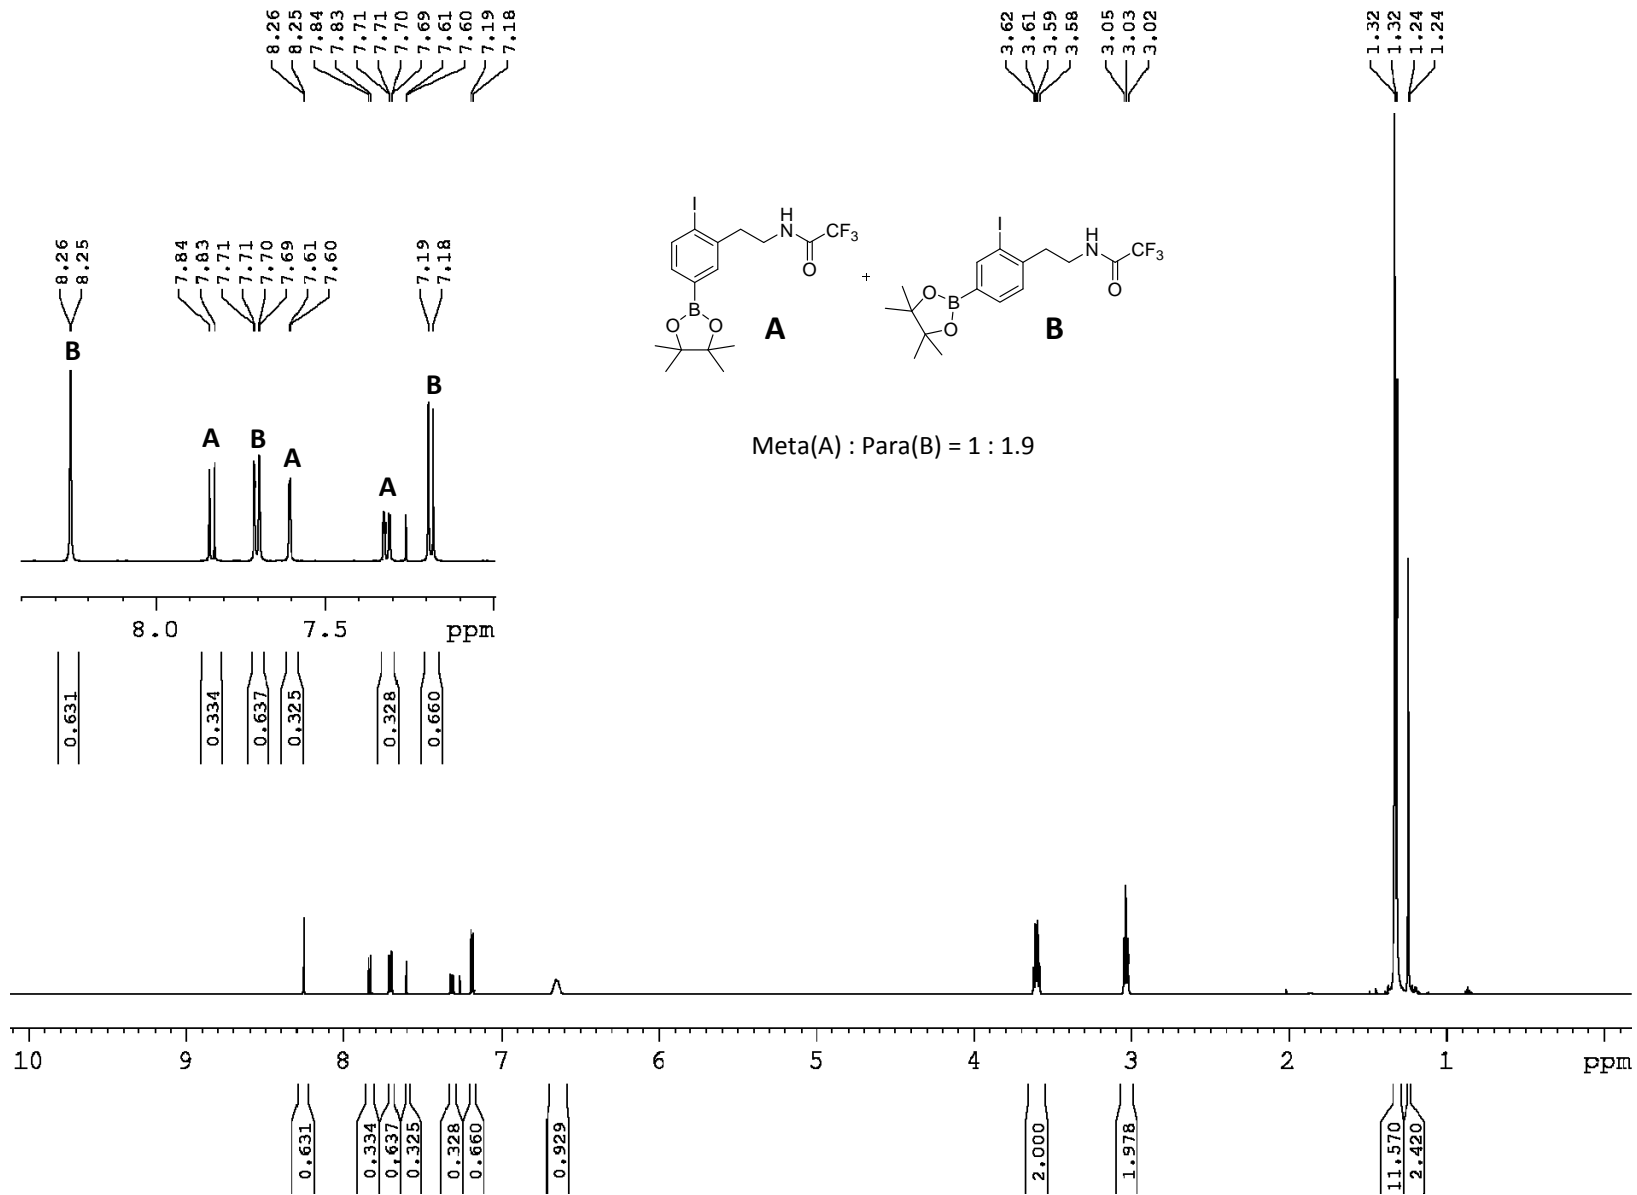 8.26
8.25
7.84
7.83
7.71
7.71
7.70
7.69
7.61
7.60
7.19
7.18
3.62
3.61
3.59
3.58
3.05
3.03
3.02
1.32
1.32
1.24
1.24
8.26
8.25
7.84
7.83
7.71
7.71
7.70
7.69
7.61
7.60
7.19
7.18
B
A
B
A
A
B
8.0 7.5 ppm
0.631
0.334
0.637
0.325
0.328
0.660
I
H
N
CF3
O
B
O O
A
+
I
H
N
CF3
O
O
B
O
B
Meta(A) : Para(B) = 1 : 1.9
10 9 8 7 6 5 4 3 2 1 ppm
0.631
0.334
0.637
0.325
0.328
0.660
0.929
2.000
1.978
11.570
2.420